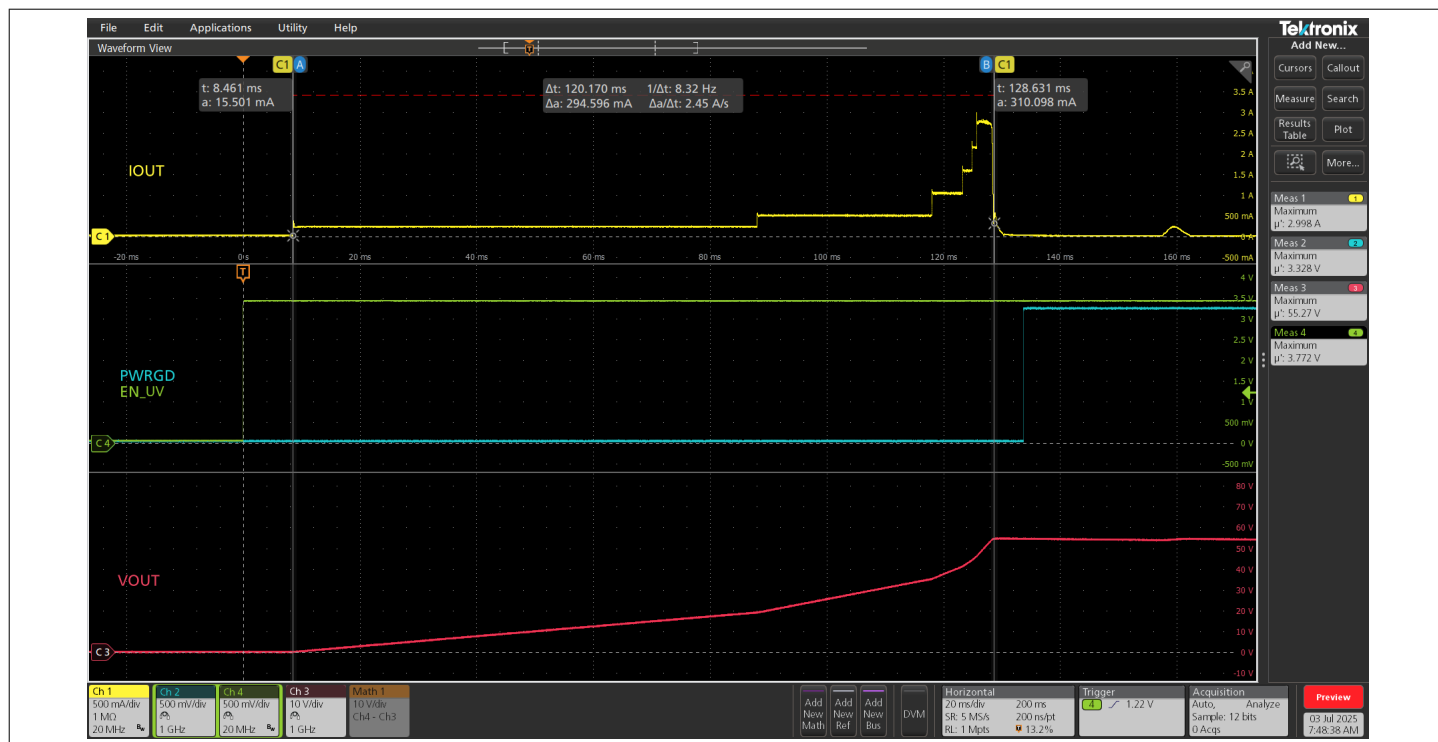 File Edit Applications Utility Help
Tektronix
Waveform View
Add New...
Cursors Callout
Measure Search
Results Table Plot
More...
C1 A
B C1
t: 8.461 ms
a: 15.501 mA
Δt: 120.170 ms 1/Δt: 8.32 Hz
Δa: 294.596 mA Δa/Δt: 2.45 A/s
t: 128.631 ms
a: 310.098 mA
3.5 A
3 A
2.5 A
2 A
1.5 A
1 A
500 mA
0 A
-500 mA
IOUT
C1
-20 ms 0 s 20 ms 40 ms 60 ms 80 ms 100 ms 120 ms 140 ms 160 ms
T
4 V
3.5 V
3 V
2.5 V
2 V
1.5 V
1 V
500 mV
0 V
-500 mV
PWRGD
EN_UV
C4
80 V
70 V
60 V
50 V
40 V
30 V
20 V
10 V
0 V
-10 V
VOUT
C3
Meas 1 1
Maximum
µ': 2.998 A
Meas 2 2
Maximum
µ': 3.328 V
Meas 3 3
Maximum
µ': 55.27 V
Meas 4 4
Maximum
µ': 3.772 V
Ch 1
500 mA/div
1 MΩ
20 MHz Bw
Ch 2
500 mV/div
1 GHz
Ch 4
500 mV/div
20 MHz Bw
Ch 3
10 V/div
1 GHz
Math 1
10 V/div
Ch4 - Ch3
Add New Math
Add New Ref
Add New Bus
DVM
Horizontal
20 ms/div 200 ms
SR: 5 MS/s 200 ns/pt
RL: 1 Mpts 13.2%
Trigger
4 1.22 V
Acquisition
Auto, Analyze
Sample: 12 bits
0 Acqs
Preview
03 Jul 2025
7:48:38 AM